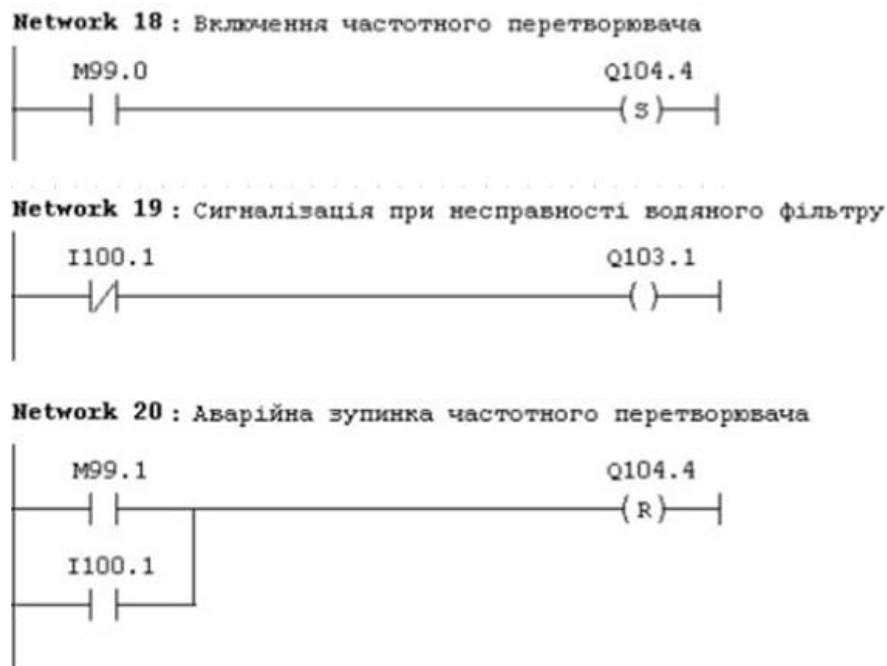 Network 18 : Включення частотного перетворювача
M99.0 Q104.4
S
Network 19 : Сигналізація при несправності водяного фільтру
I100.1 Q103.1
Network 20 : Аварійна зупинка частотного перетворювача
M99.1 Q104.4
R
I100.1